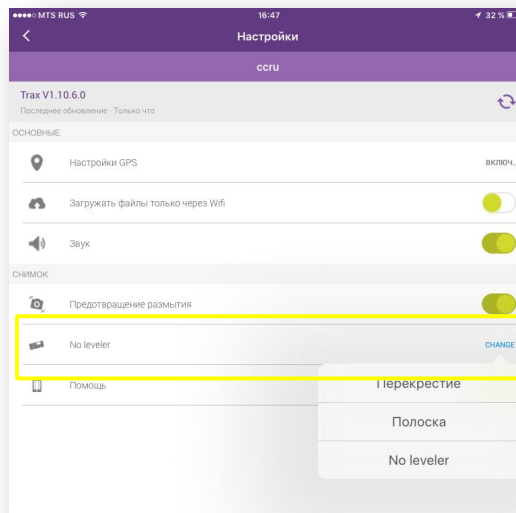 MTS RUS 16:47 32 %
Настройки
ccru
Trax V1.10.6.0
Последнее обновление - Только что
ОСНОВНЫЕ
Настройки GPS ВКЛЮЧ..
Загружать файлы только через Wifi
Звук
СНИМОК
Предотвращение размытия
No leveler CHANGE
Помощь
Перекрестие
Полоска
No leveler